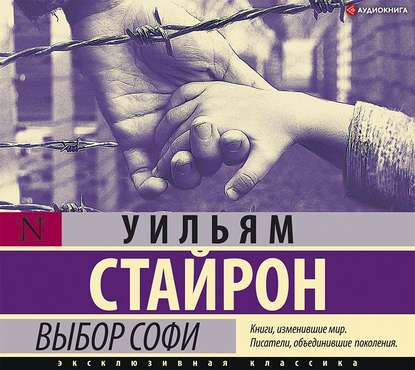 АУДИОКНИГА
N
УИЛЬЯМ
СТАЙРОН
ВЫБОР СОФИ
Книги, изменившие мир.
Писатели, объединившие поколения.
эксклюзивная классика